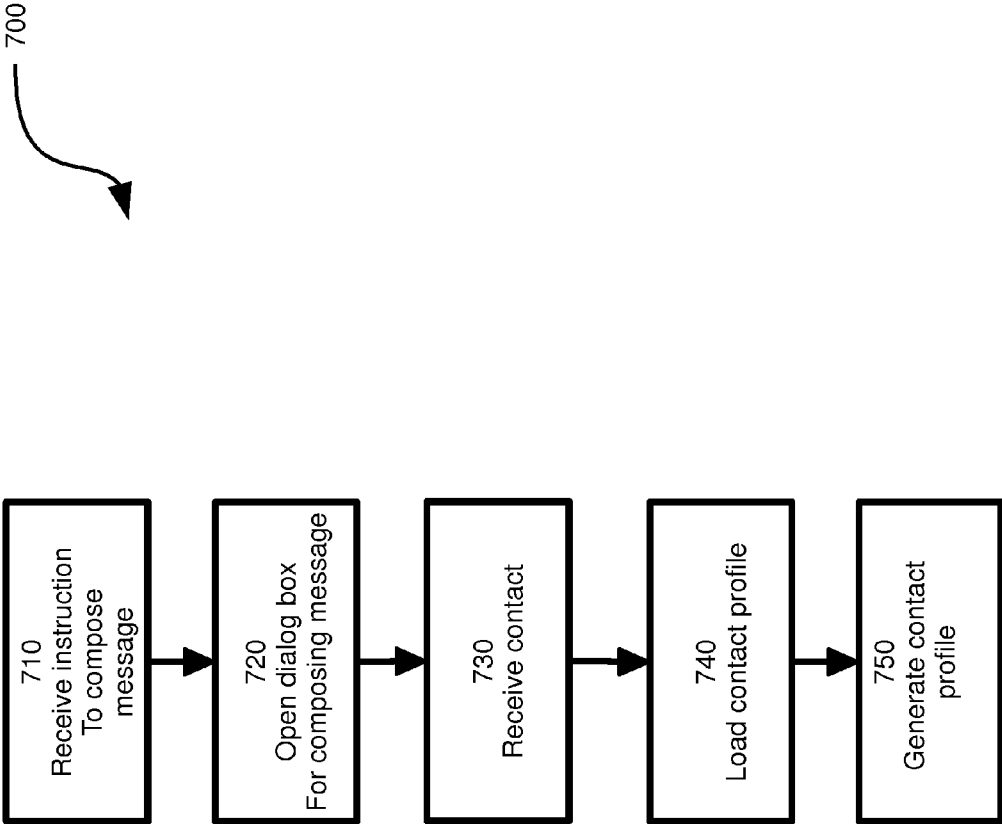 700
710
Receive instruction
To compose
message
720
Open dialog box
For composing message
730
Receive contact
740
Load contact profile
750
Generate contact
profile